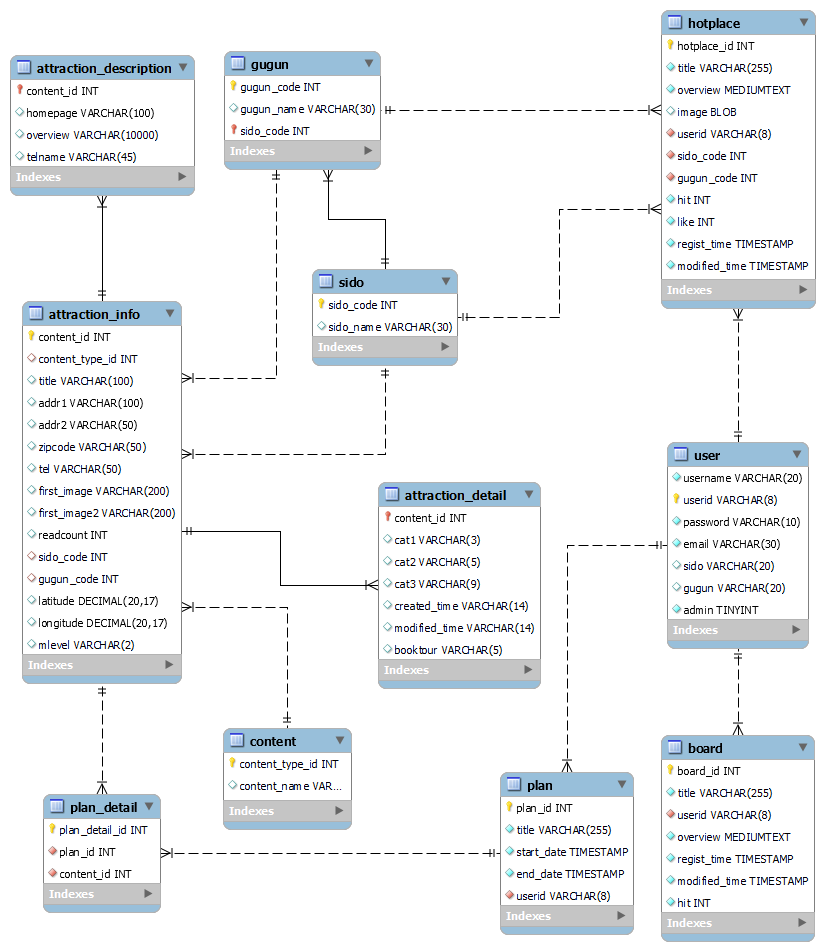 attraction_description
content_id INT
homepage VARCHAR(100)
overview VARCHAR(10000)
telname VARCHAR(45)
Indexes
gugun
gugun_code INT
gugun_name VARCHAR(30)
sido_code INT
Indexes
hotplace
hotplace_id INT
title VARCHAR(255)
overview MEDIUMTEXT
image BLOB
userid VARCHAR(8)
sido_code INT
gugun_code INT
hit INT
like INT
regist_time TIMESTAMP
modified_time TIMESTAMP
Indexes
sido
sido_code INT
sido_name VARCHAR(30)
Indexes
attraction_info
content_id INT
content_type_id INT
title VARCHAR(100)
addr1 VARCHAR(100)
addr2 VARCHAR(50)
zipcode VARCHAR(50)
tel VARCHAR(50)
first_image VARCHAR(200)
first_image2 VARCHAR(200)
readcount INT
sido_code INT
gugun_code INT
latitude DECIMAL(20,17)
longitude DECIMAL(20,17)
mlevel VARCHAR(2)
Indexes
user
username VARCHAR(20)
userid VARCHAR(8)
password VARCHAR(10)
email VARCHAR(30)
sido VARCHAR(20)
gugun VARCHAR(20)
admin TINYINT
Indexes
attraction_detail
content_id INT
cat1 VARCHAR(3)
cat2 VARCHAR(5)
cat3 VARCHAR(9)
created_time VARCHAR(14)
modified_time VARCHAR(14)
booktour VARCHAR(5)
Indexes
content
content_type_id INT
content_name VAR...
Indexes
board
board_id INT
title VARCHAR(255)
userid VARCHAR(8)
overview MEDIUMTEXT
regist_time TIMESTAMP
modified_time TIMESTAMP
hit INT
Indexes
plan
plan_id INT
title VARCHAR(255)
start_date TIMESTAMP
end_date TIMESTAMP
userid VARCHAR(8)
Indexes
plan_detail
plan_detail_id INT
plan_id INT
content_id INT
Indexes